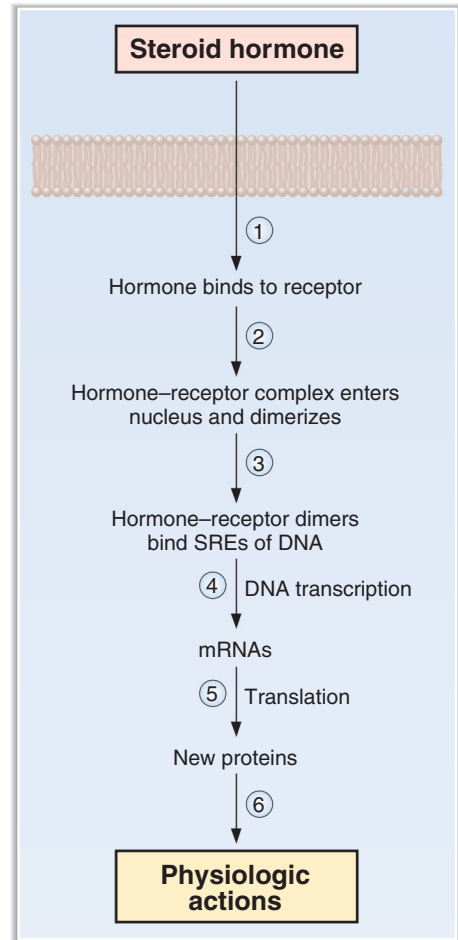 Steroid hormone
①
Hormone binds to receptor
②
Hormone–receptor complex enters
nucleus and dimerizes
③
Hormone–receptor dimers
bind SREs of DNA
④ DNA transcription
mRNAs
⑤ Translation
New proteins
⑥
Physiologic
actions